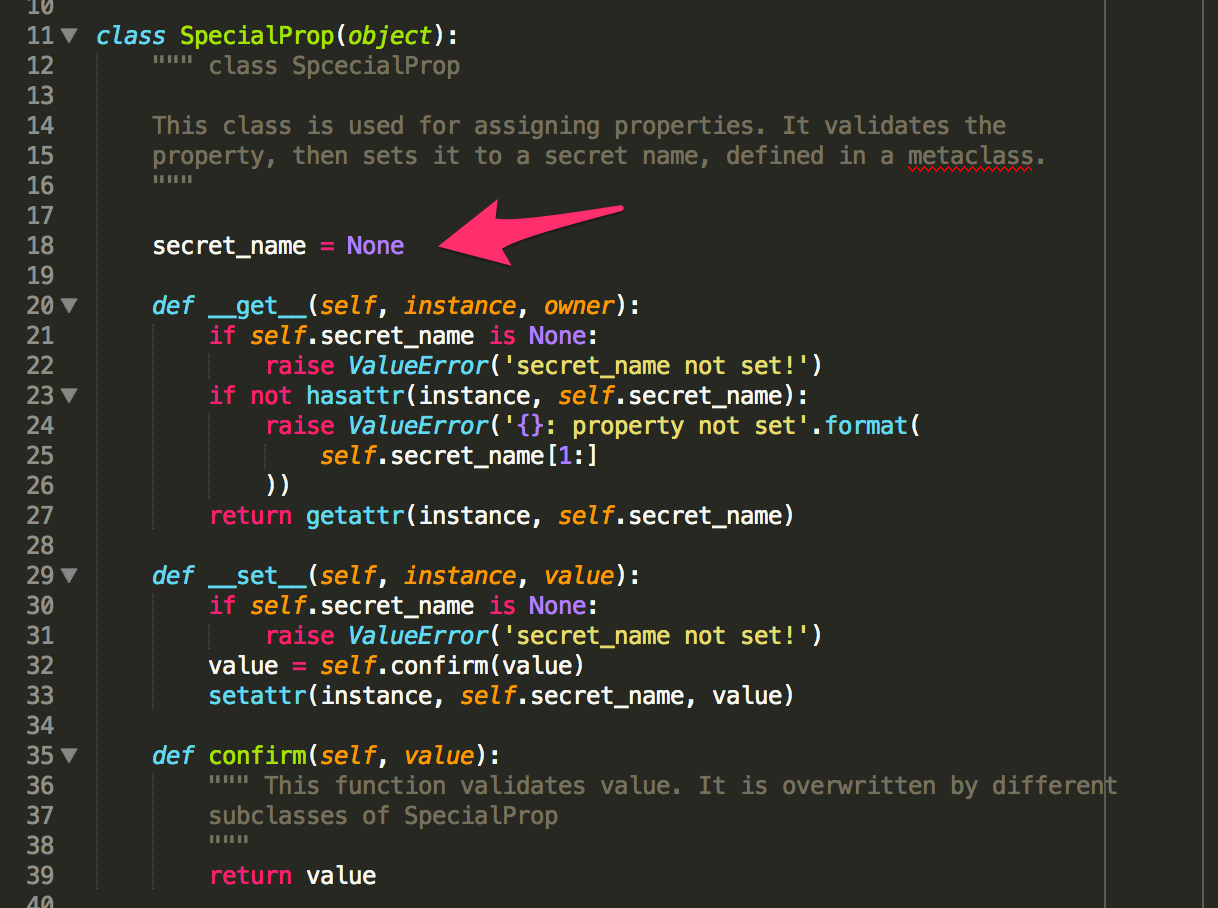 10
11 class SpecialProp(object):
12     """ class SpcecialProp
13
14     This class is used for assigning properties. It validates the
15     property, then sets it to a secret name, defined in a metaclass.
16     """
17
18     secret_name = None
19
20     def __get__(self, instance, owner):
21         if self.secret_name is None:
22             raise ValueError('secret_name not set!')
23         if not hasattr(instance, self.secret_name):
24             raise ValueError('{}: property not set'.format(
25                 self.secret_name[1:]
26             ))
27         return getattr(instance, self.secret_name)
28
29     def __set__(self, instance, value):
30         if self.secret_name is None:
31             raise ValueError('secret_name not set!')
32         value = self.confirm(value)
33         setattr(instance, self.secret_name, value)
34
35     def confirm(self, value):
36         """ This function validates value. It is overwritten by different
37         subclasses of SpecialProp
38         """
39         return value
40